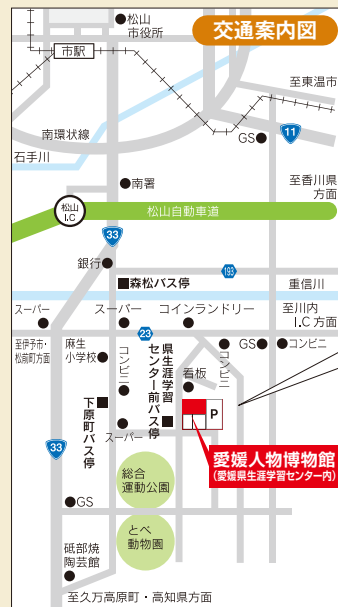 交通案内図
松山
市役所
市駅
至東温市
南環状線
GS
11
石手川
南署
至香川県
方面
松山
I.C
松山自動車道
33
銀行
193
森松バス停
重信川
スーパー
スーパー
コインランドリー
至川内
I.C方面
23
至伊予市・
松前町方面
麻生
小学校
コンビニ
県生涯学習
センター前バス停
コンビニ
GS
コンビニ
看板
下原町バス停
P
スーパー
33
愛媛人物博物館
(愛媛県生涯学習センター内)
総合
運動公園
GS
とべ
動物園
砥部焼
陶芸館
至久万高原町・高知県方面